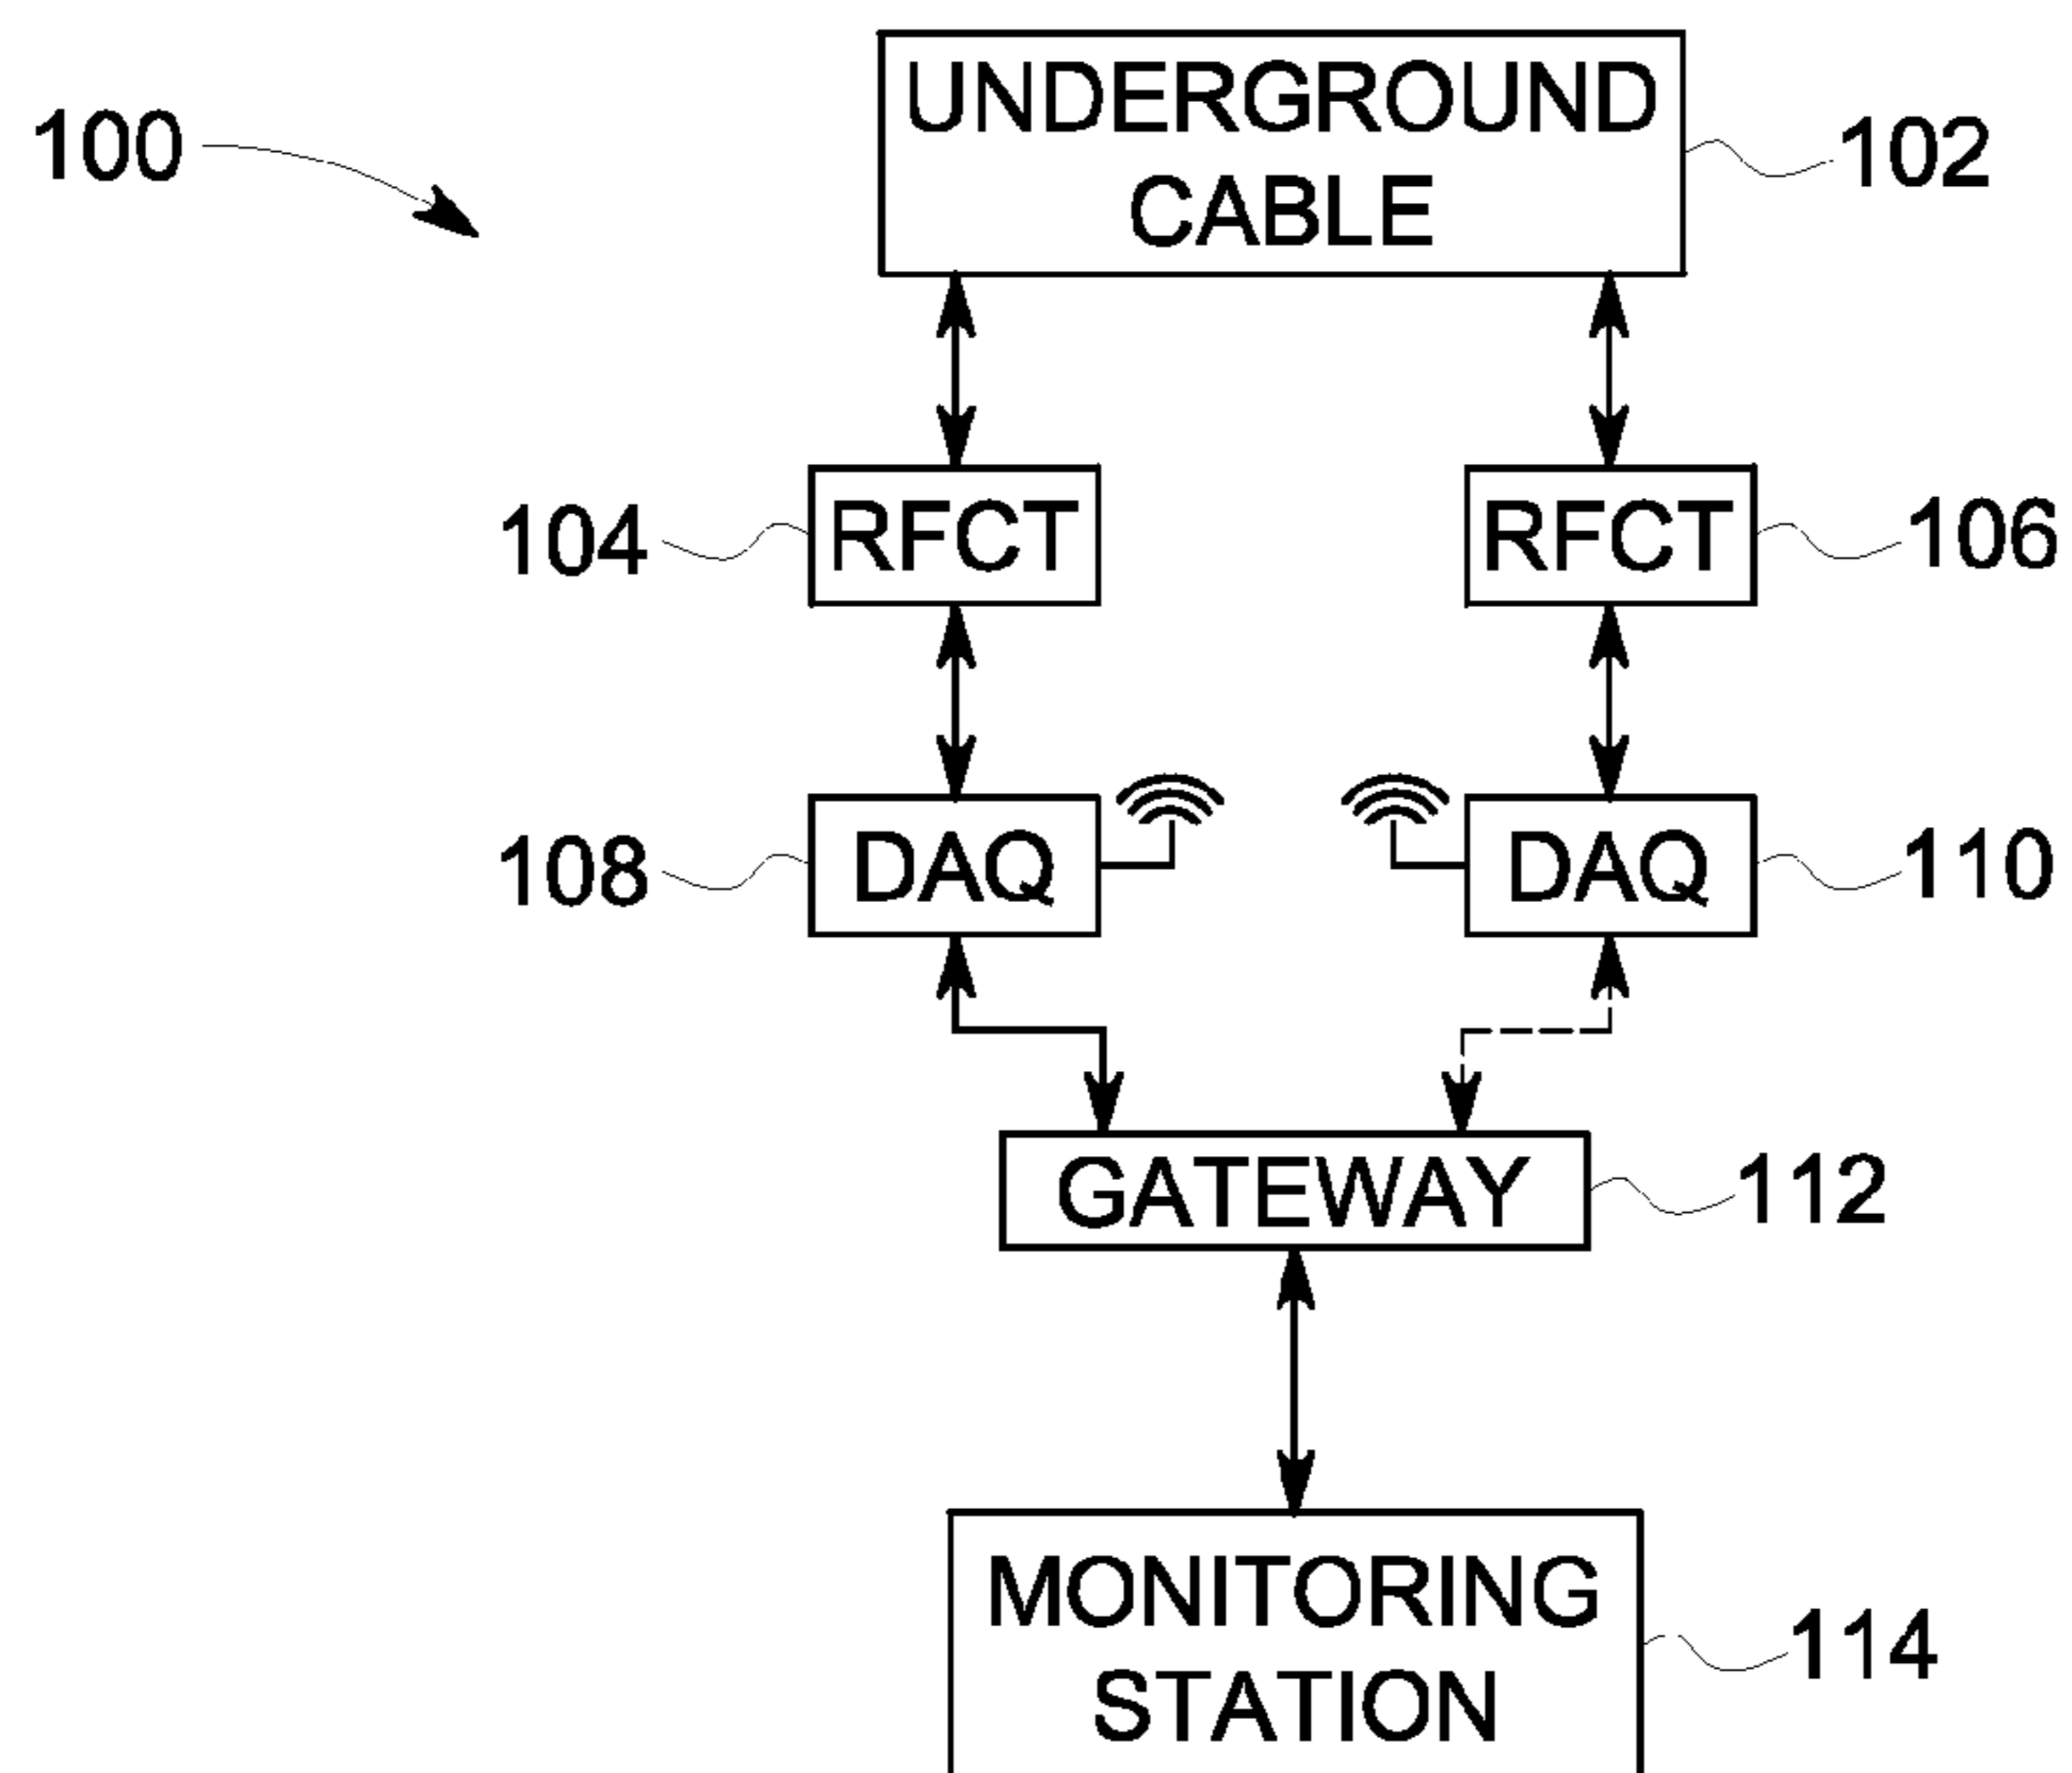 100
UNDERGROUND
CABLE
102
104
RFCT
RFCT
106
108
DAQ
DAQ
110
GATEWAY
112
MONITORING
STATION
114